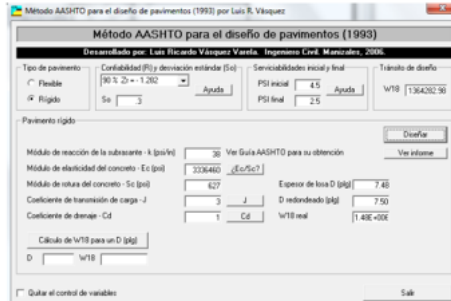 Método AASHTO para el diseño de pavimentos (1993) por Luis R. Vásquez
Método AASHTO para el diseño de pavimentos (1993)
Desarrollado por: Luis Ricardo Vásquez Varela. Ingeniero Civil. Manizales, 2006.
Tipo de pavimento
Flexible
Rígido
Confiabilidad (R) y desviación estándar (So)
90 % Zr = - 1.282
So .3
Ayuda
Serviciabilidades inicial y final
PSI inicial 4.5
PSI final 2.5
Ayuda
Tránsito de diseño
W18 1364282.98
Pavimento rígido
Diseñar
Módulo de reacción de la subrasante - k (psi/in) 38 Ver Guía AASHTO para su obtención Ver informe
Módulo de elasticidad del concreto - Ec (psi) 3336460 ¿Ec/Sc?
Módulo de rotura del concreto - Sc (psi) 627 Espesor de losa D (plg) 7.48
Coeficiente de transmisión de carga - J 3 J D redondeado (plg) 7.50
Coeficiente de drenaje - Cd 1 Cd W18 real 1.48E+006
Cálculo de W18 para un D (plg)
D W18
Quitar el control de variables
Salir